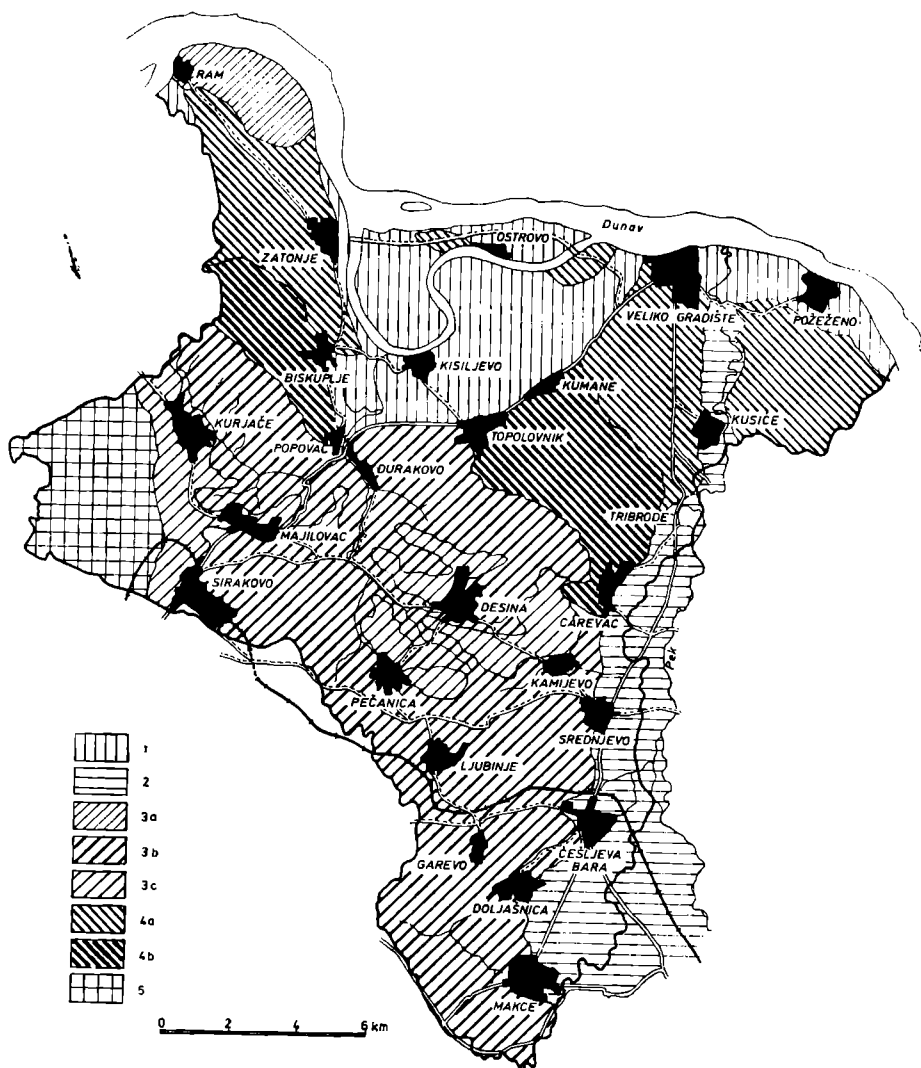 RAM
Dunav
OSTROVO
ZATONJE
VELIKO GRADIŠTE
POŽEŽENO
KISILJEVO
BISKUPLJE
KUMANE
KURJAČE
TOPOLOVNIK
KUSIĆE
POPOVAC
ĐURAKOVO
TRIBRODE
MAJILOVAC
SIRAKOVO
DESINA
CAREVAC
Pek
KAMIJEVO
PEČANICA
SREDNJEVO
LJUBINJE
GAREVO
ČEŠLJEVA
BARA
DOLJAŠNICA
MAKCE
1
2
3a
3b
3c
4a
4b
5
0 2 4 6 km